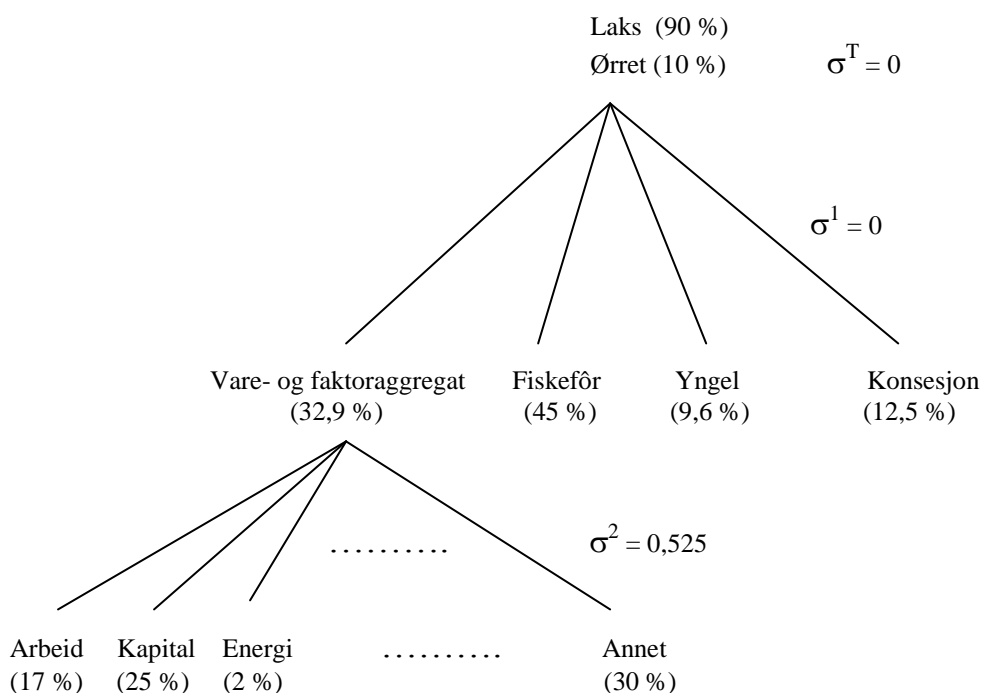 Laks (90 %)
Ørret (10 %)
σ^T = 0
σ^1 = 0
Vare- og faktoraggregat
(32,9 %)
Fiskefôr
(45 %)
Yngel
(9,6 %)
Konsesjon
(12,5 %)
..........
σ^2 = 0,525
Arbeid
(17 %)
Kapital
(25 %)
Energi
(2 %)
..........
Annet
(30 %)